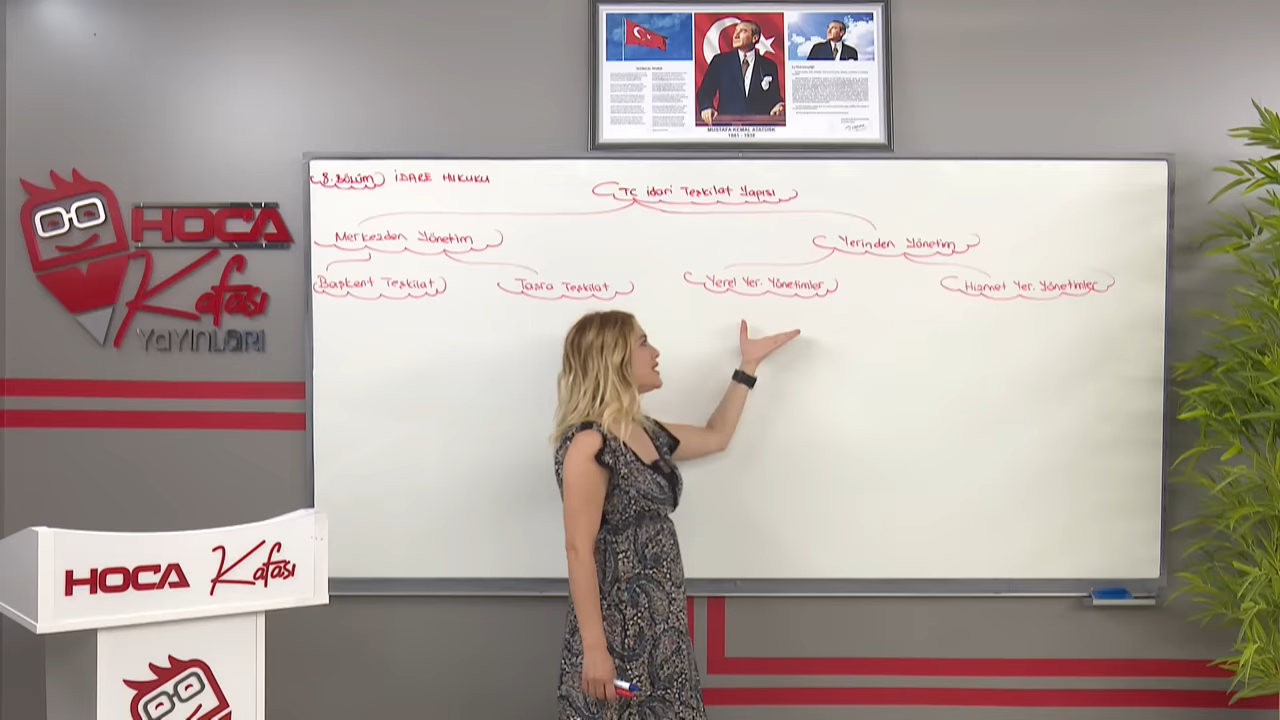 MUSTAFA KEMAL ATATÜRK
1881 - 1938
8. BÖLÜM İDARE HUKUKU
TC İdari Teşkilat Yapısı
Merkezden Yönetim
Yerinden Yönetim
Başkent Teşkilat
Taşra Teşkilat
Yerel Yer. Yönetimler
Hizmet Yer. Yönetimler
HOCA
Kafası
YAYINLARI
HOCA Kafası